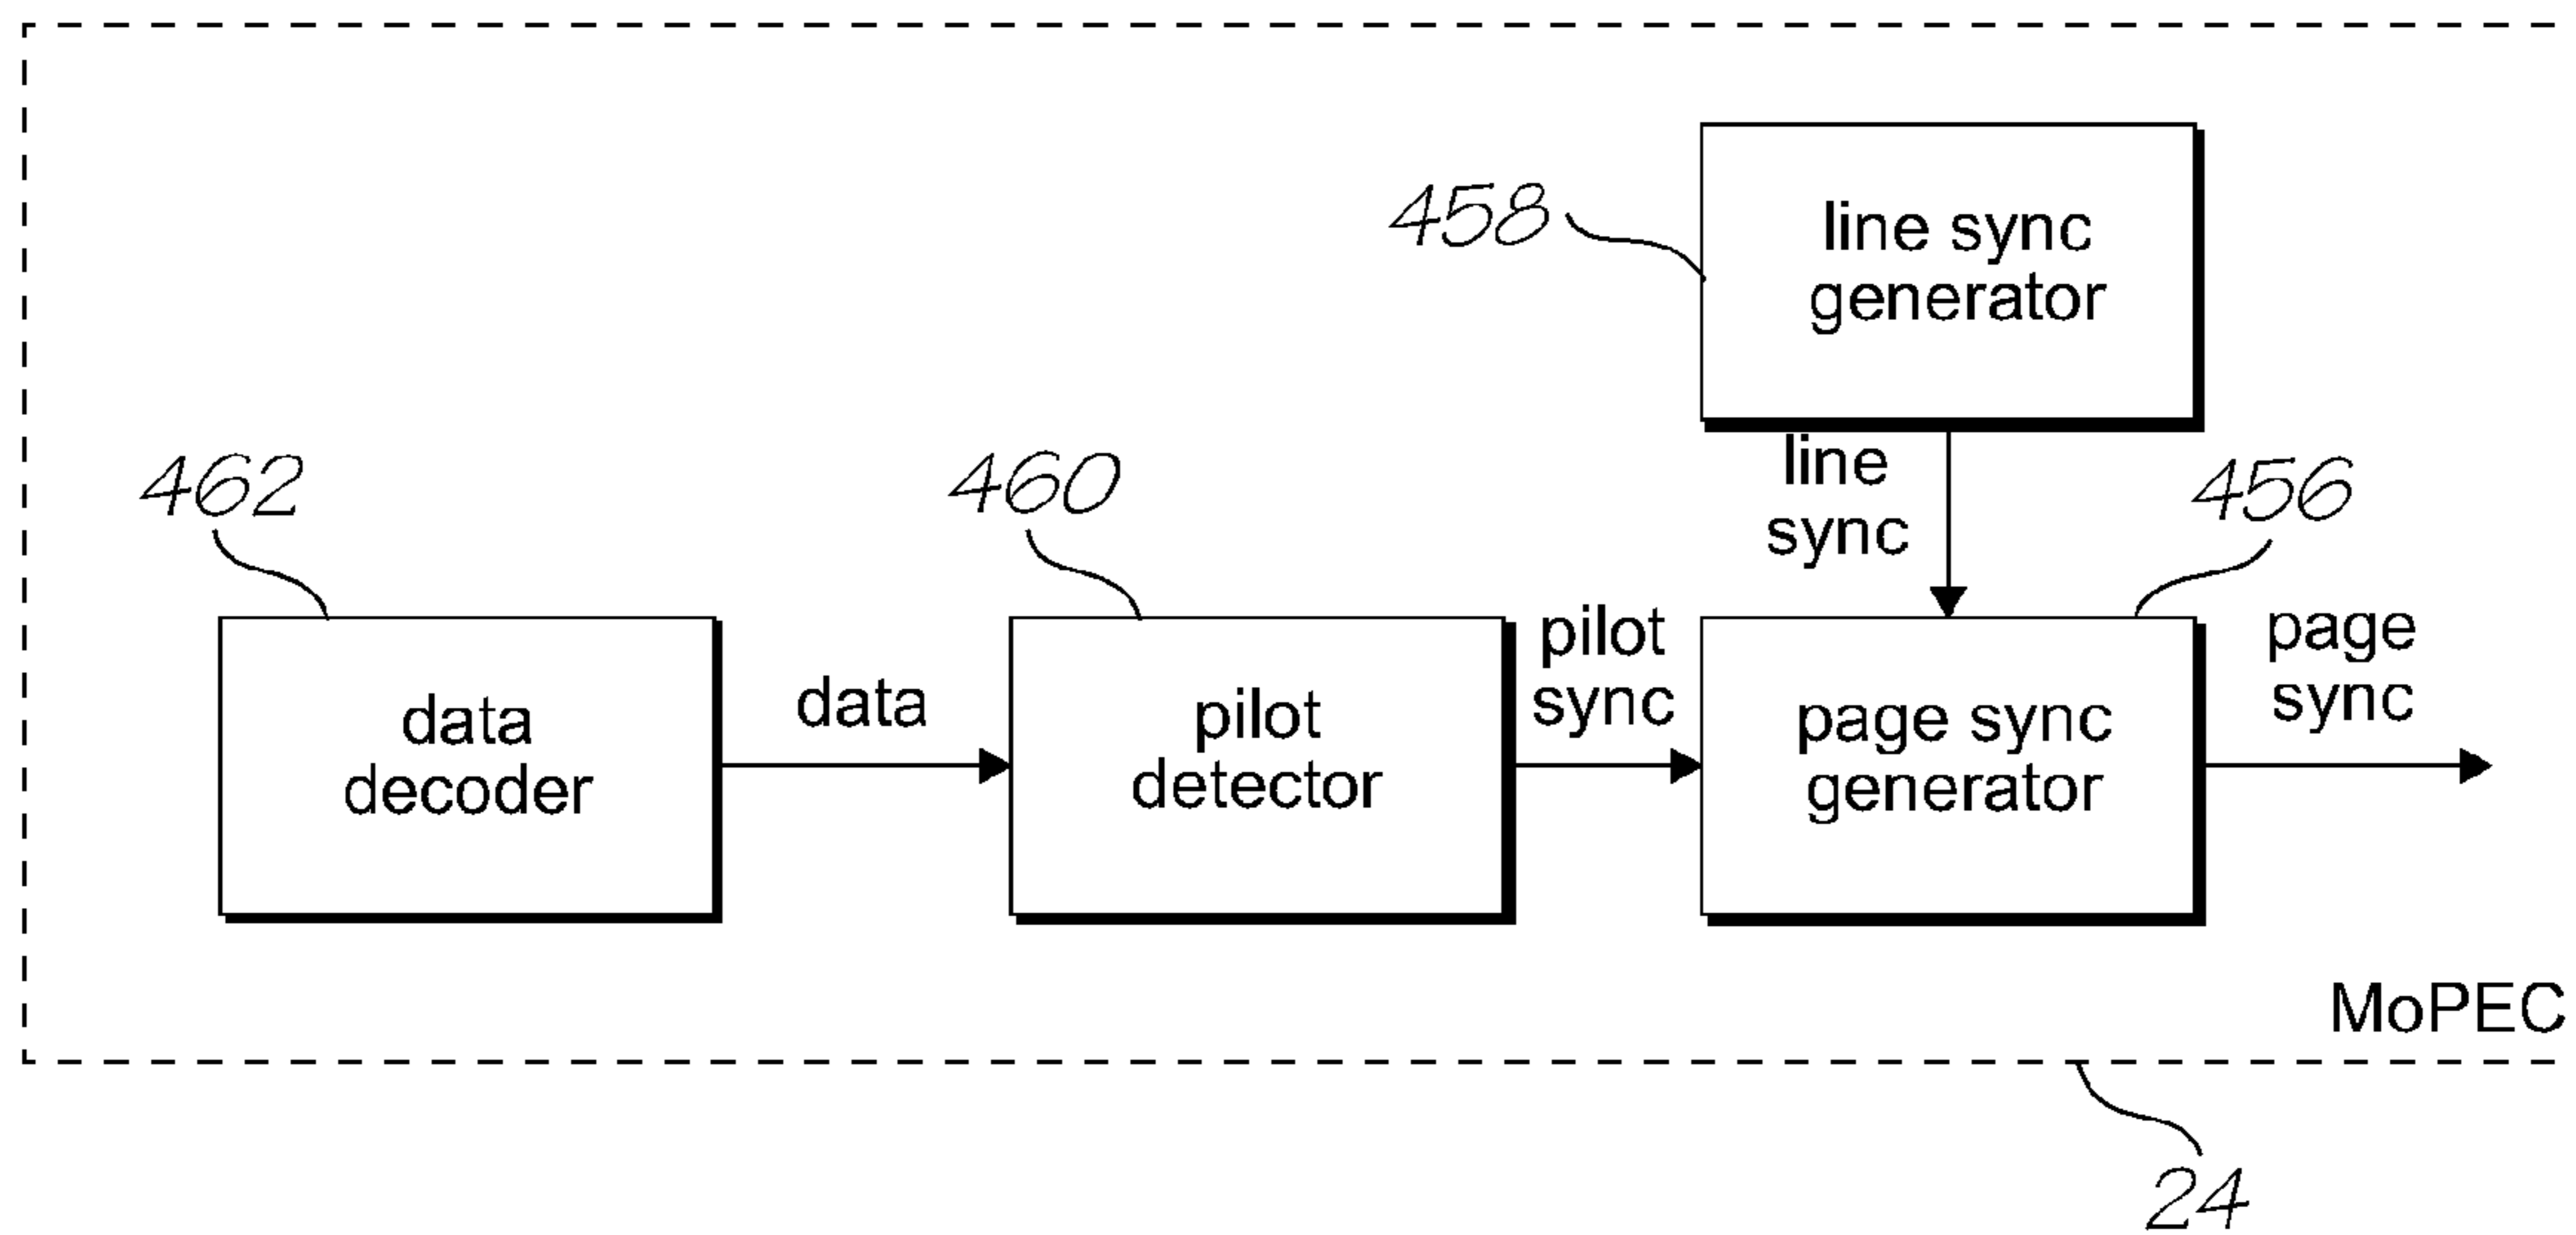 458
line sync
generator
line
sync
462
460
456
data
decoder
data
pilot
detector
pilot
sync
page sync
generator
page
sync
MoPEC
24